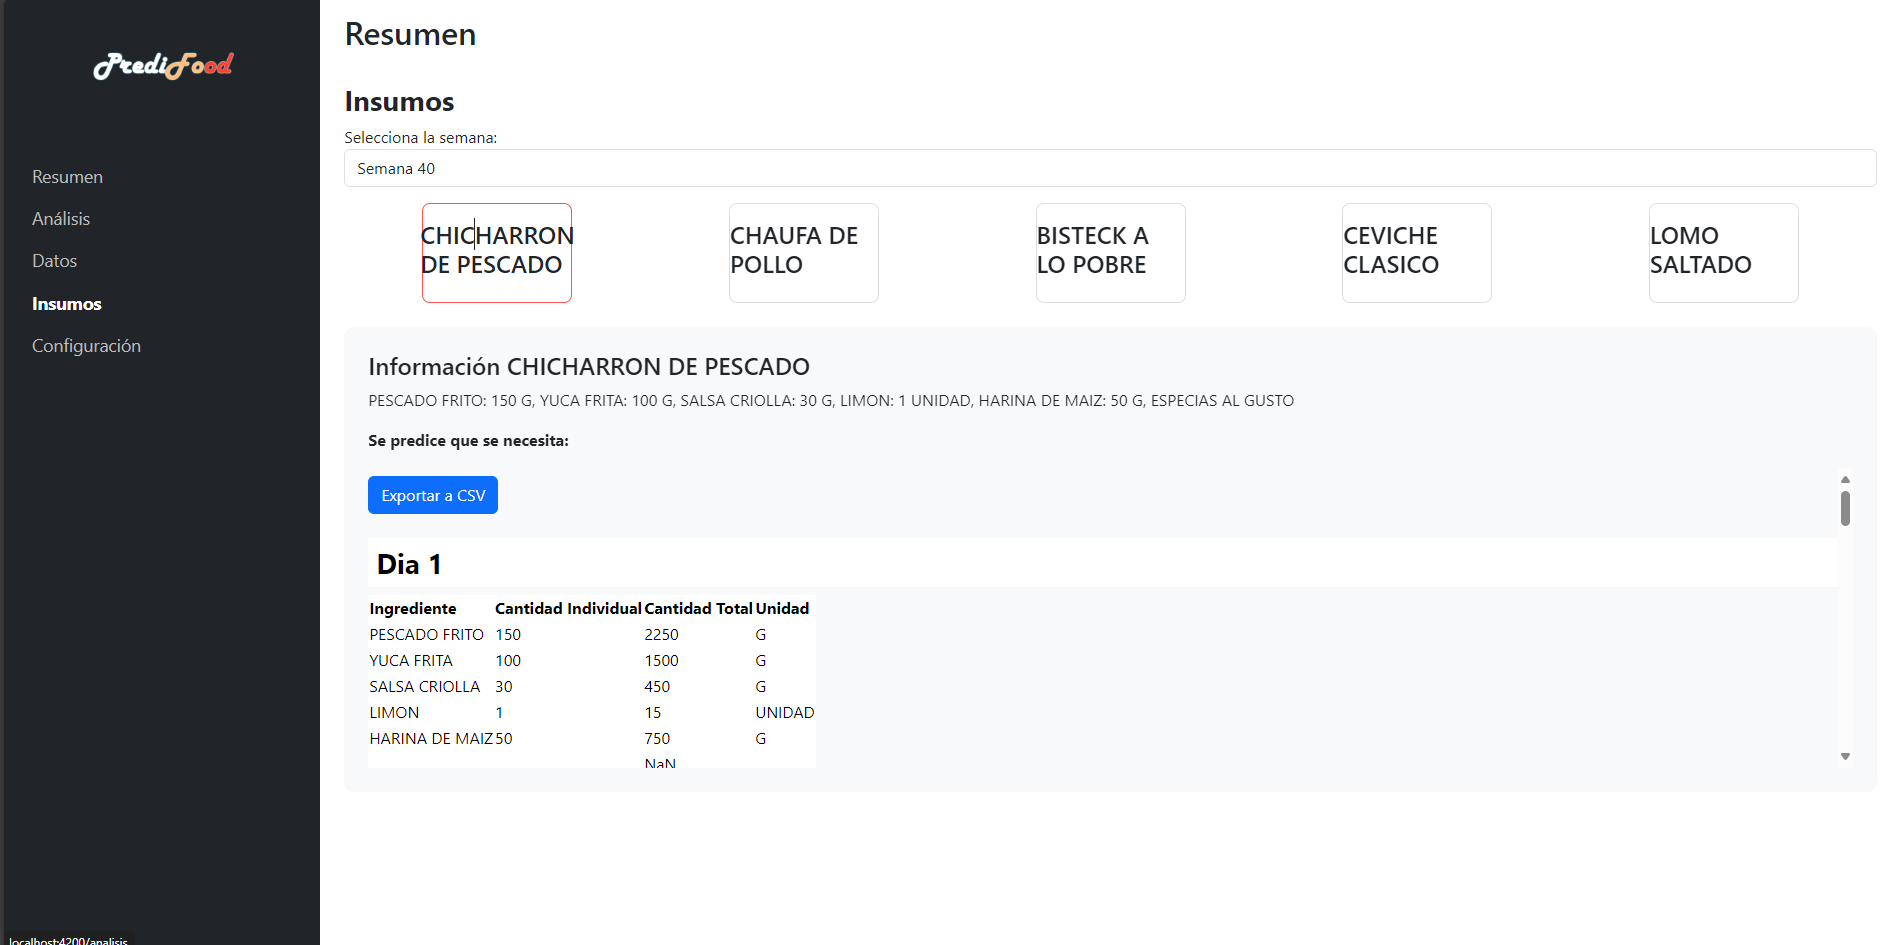 PrediFood
Resumen
Análisis
Datos
Insumos
Configuración
Resumen
Insumos
Selecciona la semana:
Semana 40
CHICHARRON
DE PESCADO
CHAUFA DE
POLLO
BISTECK A
LO POBRE
CEVICHE
CLASICO
LOMO
SALTADO
Información CHICHARRON DE PESCADO
PESCADO FRITO: 150 G, YUCA FRITA: 100 G, SALSA CRIOLLA: 30 G, LIMON: 1 UNIDAD, HARINA DE MAIZ: 50 G, ESPECIAS AL GUSTO
Se predice que se necesita:
Exportar a CSV
Dia 1
Ingrediente Cantidad Individual Cantidad Total Unidad
PESCADO FRITO 150 2250 G
YUCA FRITA 100 1500 G
SALSA CRIOLLA 30 450 G
LIMON 1 15 UNIDAD
HARINA DE MAIZ 50 750 G
NaN
localhost:4200/analisis